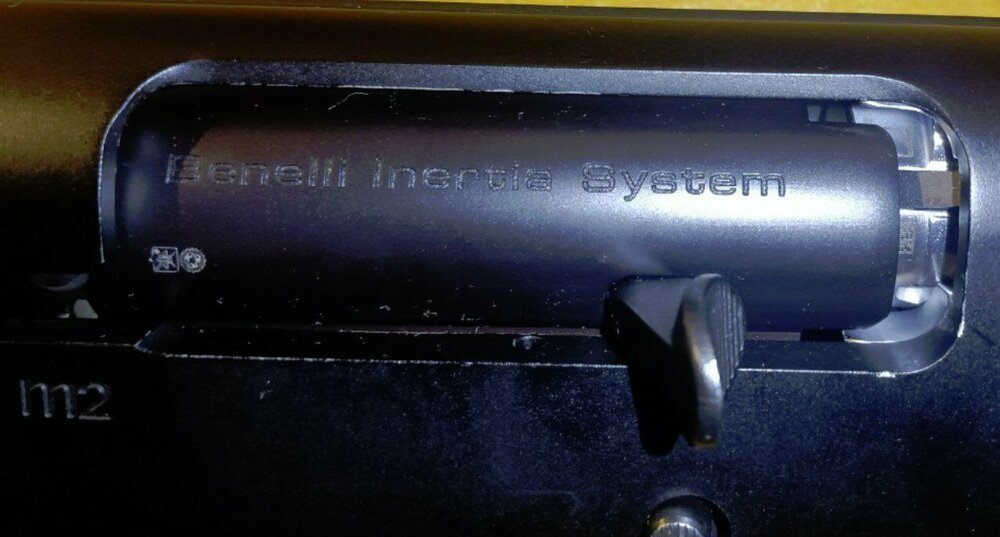 Benelli Inertia System
M2